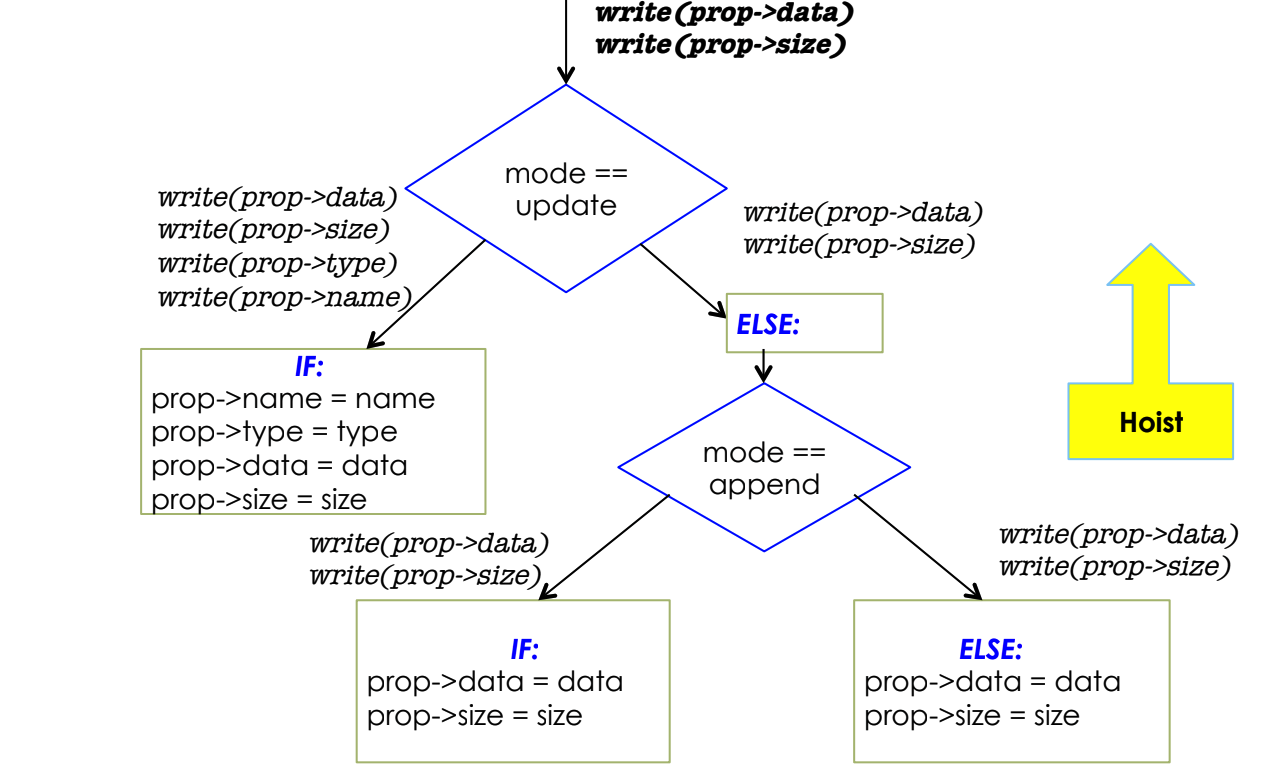 write(prop->data)
write(prop->size)
mode ==
update
write(prop->data)
write(prop->size)
write(prop->type)
write(prop->name)
write(prop->data)
write(prop->size)
ELSE:
IF:
prop->name = name
prop->type = type
prop->data = data
prop->size = size
mode ==
append
Hoist
write(prop->data)
write(prop->size)
write(prop->data)
write(prop->size)
IF:
prop->data = data
prop->size = size
ELSE:
prop->data = data
prop->size = size